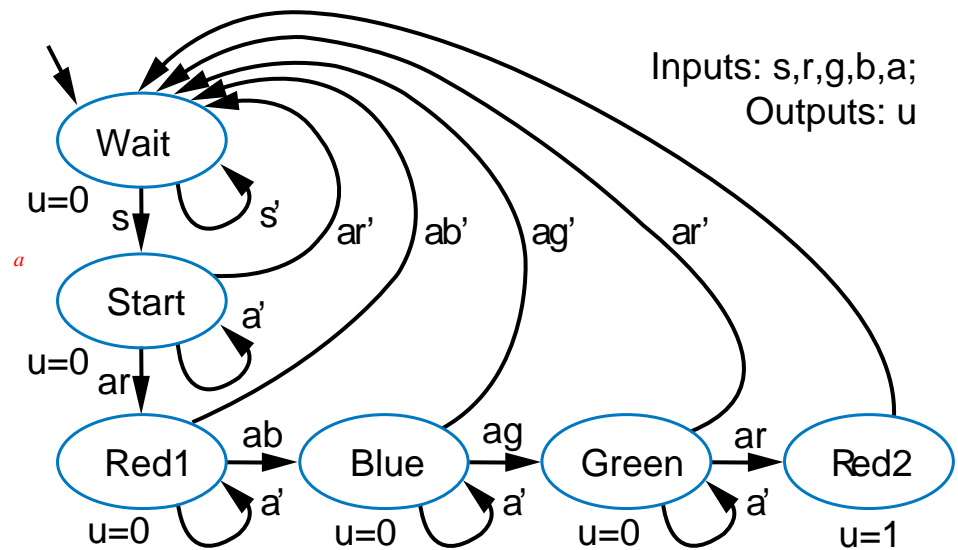 Inputs: s,r,g,b,a;
Outputs: u
Wait
u=0
s
s’
ar’
ab’
ag’
ar’
a
Start
a’
u=0
ar
Red1
ab
Blue
ag
Green
ar
Red2
a’
a’
a’
u=0
u=0
u=0
u=1